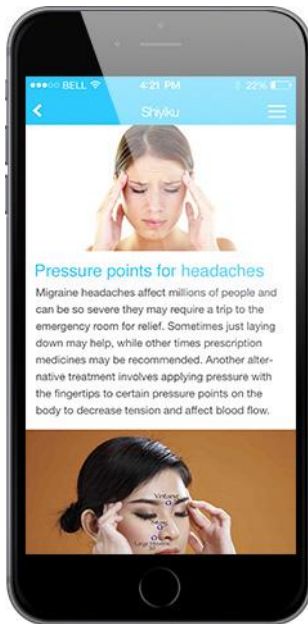 BELL 4:21 PM 22%
Shiyiku
Pressure points for headaches
Migraine headaches affect millions of people and
can be so severe they may require a trip to the
emergency room for relief. Sometimes just laying
down may help, while other times prescription
medicines may be recommended. Another alter-
native treatment involves applying pressure with
the fingertips to certain pressure points on the
body to decrease tension and affect blood flow.
Yintang